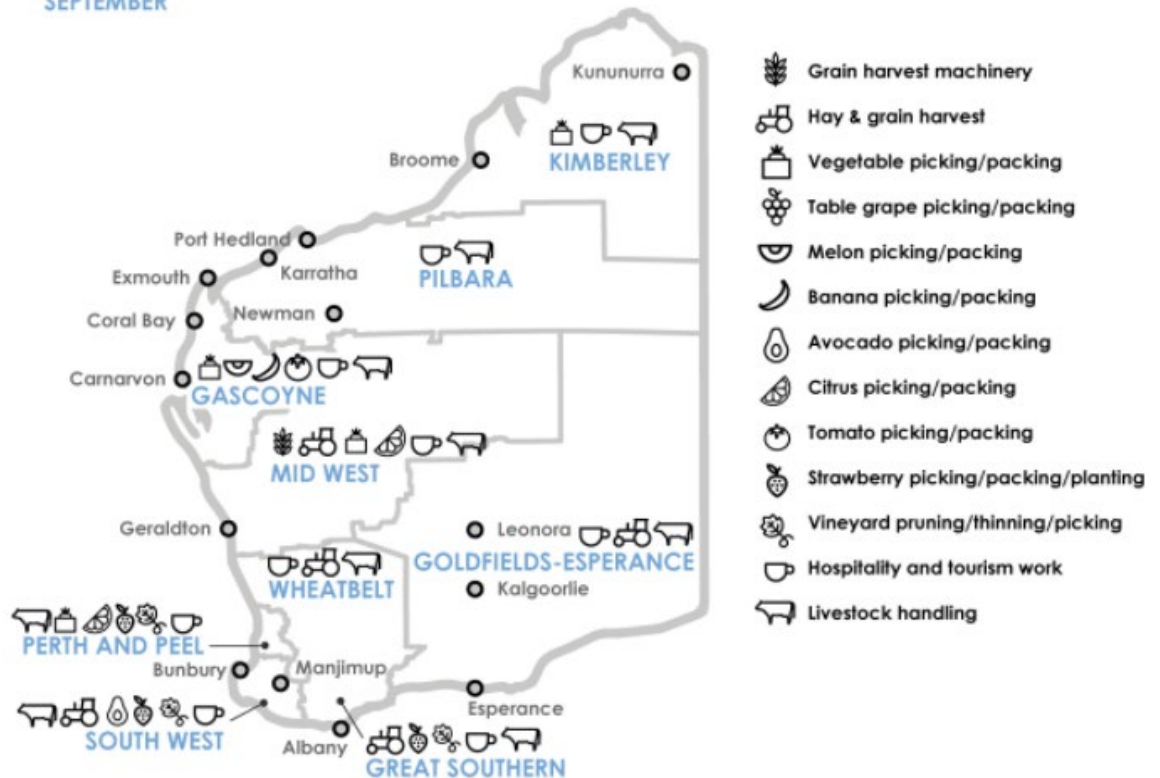 SEPTEMBER
Kununurra
Broome
KIMBERLEY
Port Hedland
Karratha
PILBARA
Exmouth
Newman
Coral Bay
Carnarvon
GASCOYNE
MID WEST
Geraldton
Leonora
GOLDFIELDS-ESPERANCE
WHEATBELT
Kalgoorlie
PERTH AND PEEL
Bunbury
Manjimup
Esperance
SOUTH WEST
Albany
GREAT SOUTHERN
Grain harvest machinery
Hay & grain harvest
Vegetable picking/packing
Table grape picking/packing
Melon picking/packing
Banana picking/packing
Avocado picking/packing
Citrus picking/packing
Tomato picking/packing
Strawberry picking/packing/planting
Vineyard pruning/thinning/picking
Hospitality and tourism work
Livestock handling